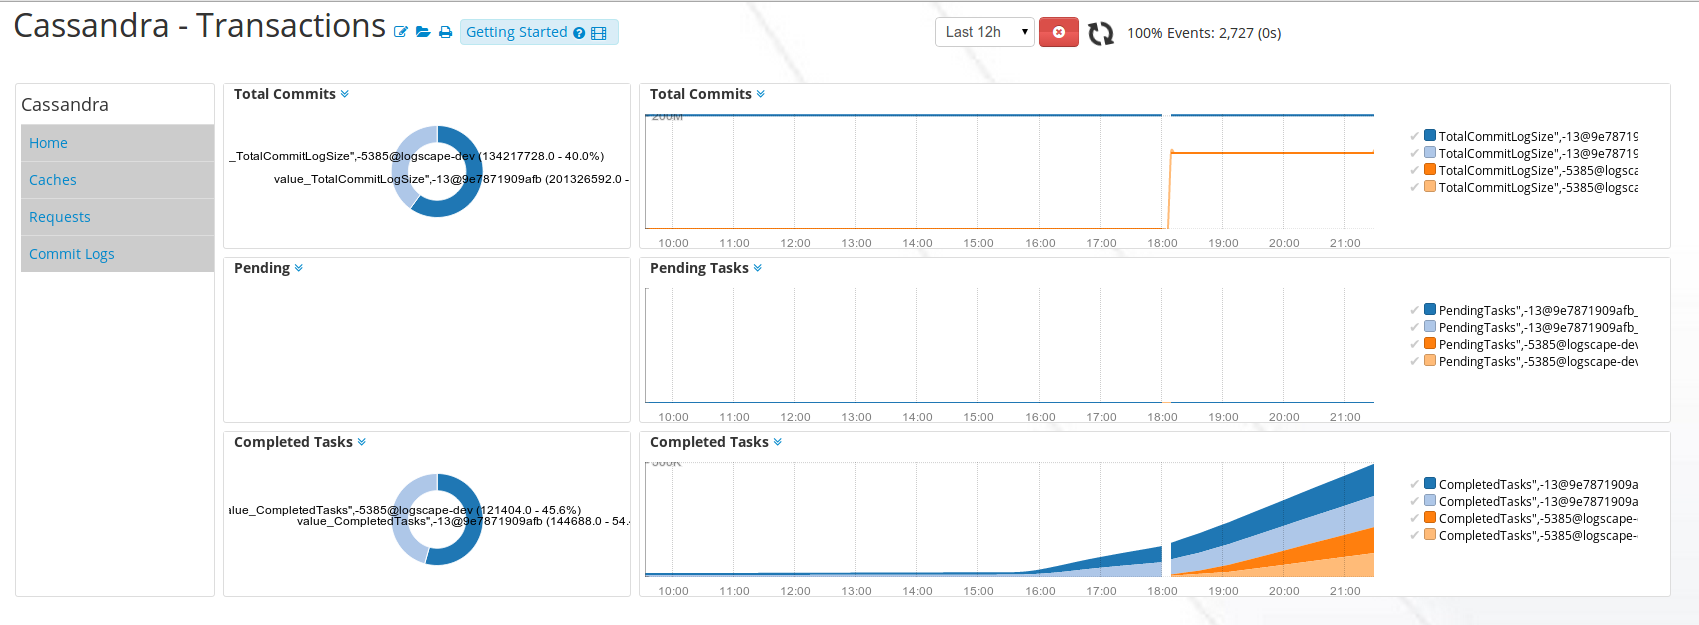 Cassandra - Transactions
Getting Started
Last 12h
100% Events: 2,727 (0s)
Cassandra
Home
Caches
Requests
Commit Logs
Total Commits
_TotalCommitLogSize",-5385@logscape-dev (134217728.0 - 40.0%)
value_TotalCommitLogSize",-13@9e7871909afb (201326592.0 -
Total Commits
200M
10:00 11:00 12:00 13:00 14:00 15:00 16:00 17:00 18:00 19:00 20:00 21:00
TotalCommitLogSize",-13@9e78719
TotalCommitLogSize",-13@9e78719
TotalCommitLogSize",-5385@logsca
TotalCommitLogSize",-5385@logsca
Pending
Pending Tasks
10:00 11:00 12:00 13:00 14:00 15:00 16:00 17:00 18:00 19:00 20:00 21:00
PendingTasks",-13@9e7871909afb_
PendingTasks",-13@9e7871909afb_
PendingTasks",-5385@logscape-dev
PendingTasks",-5385@logscape-dev
Completed Tasks
lue_CompletedTasks",-5385@logscape-dev (121404.0 - 45.6%)
value_CompletedTasks",-13@9e7871909afb (144688.0 - 54.
Completed Tasks
10:00 11:00 12:00 13:00 14:00 15:00 16:00 17:00 18:00 19:00 20:00 21:00
CompletedTasks",-13@9e7871909a
CompletedTasks",-13@9e7871909a
CompletedTasks",-5385@logscape-
CompletedTasks",-5385@logscape-